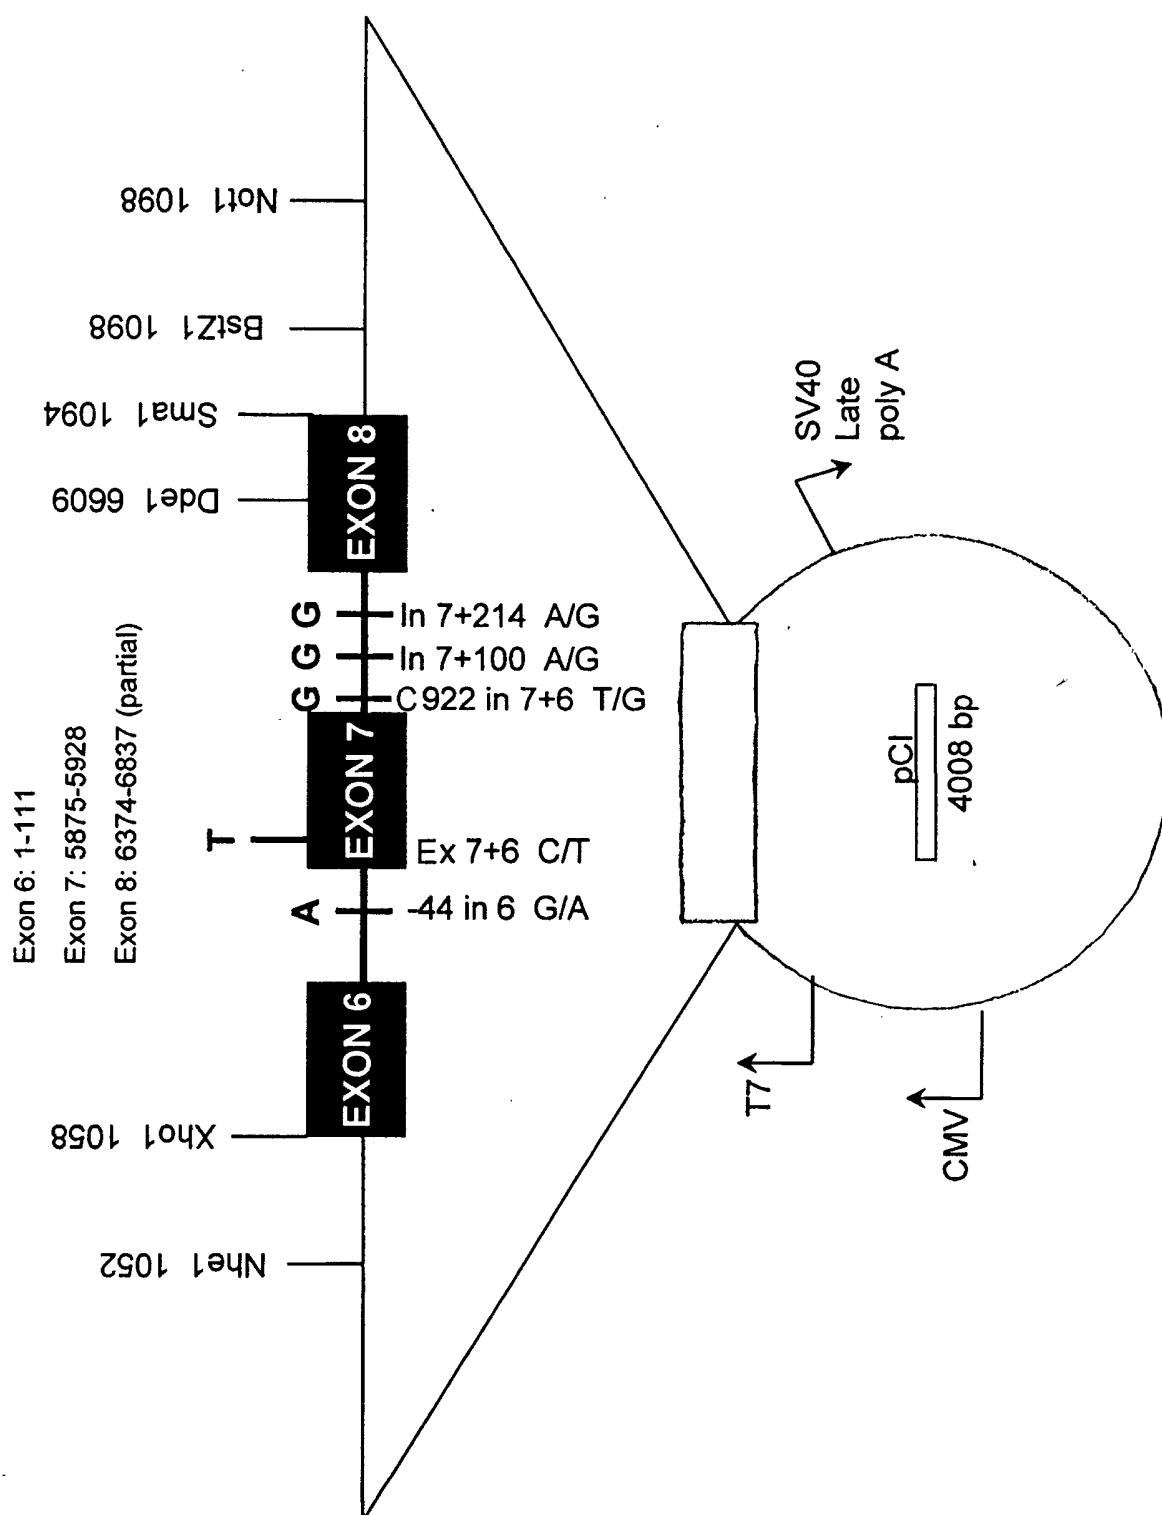 Exon 6: 1-111
Exon 7: 5875-5928
Exon 8: 6374-6837 (partial)
Nhe1 1052
Xho1 1058
Dde1 6609
Sma1 1094
BstZ1 1098
Not1 1098
A
T
G
G
G
EXON 6
EXON 7
EXON 8
-44 in 6 G/A
Ex 7+6 C/T
C922 in 7+6 T/G
In 7+100 A/G
In 7+214 A/G
T7
CMV
SV40
Late
poly A
pCI
4008 bp